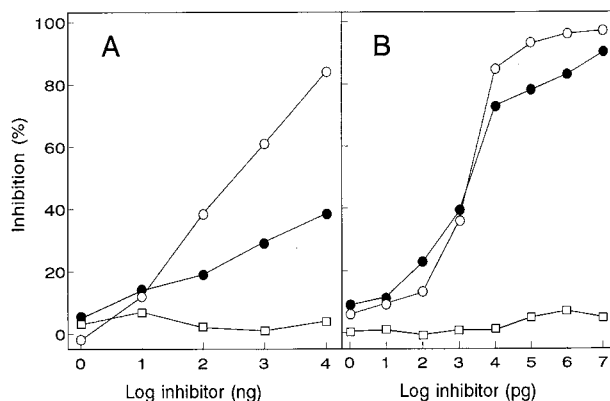 A
B
Inhibition (%)
100
80
60
40
20
0
0 1 2 3 4
0 1 2 3 4 5 6 7
Log inhibitor (ng)
Log inhibitor (pg)